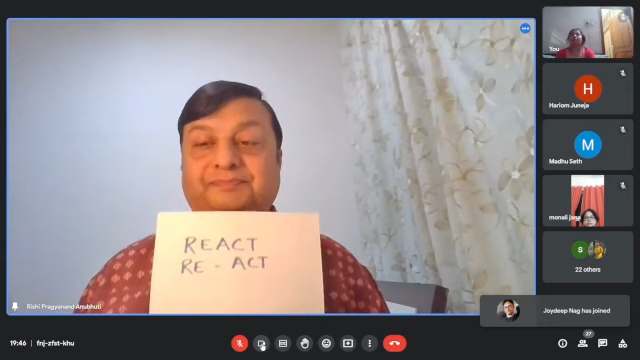 You
H
Hariom Juneja
M
Madhu Seth
REACT
RE - ACT
monali jana
S
22 others
Rishi Pragyanand Anubhuti
Joydeep Nag has joined
19:46
fnj-zfst-khu
27